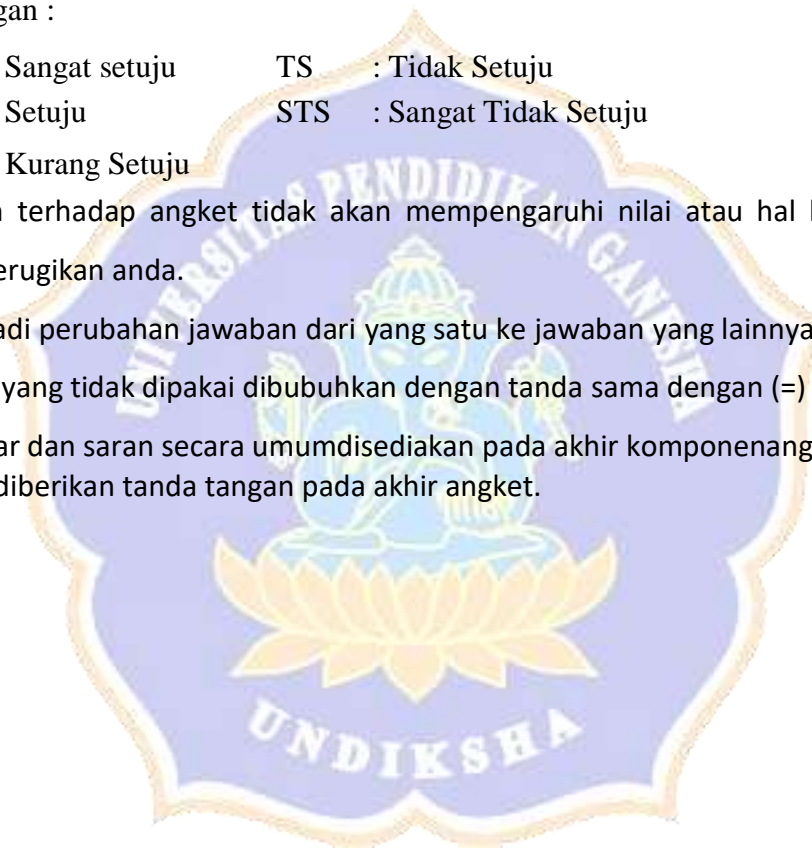 gan :
Sangat setuju TS : Tidak Setuju
Setuju STS : Sangat Tidak Setuju
Kurang Setuju
terhadap angket tidak akan mempengaruhi nilai atau hal
erugikan anda.
adi perubahan jawaban dari yang satu ke jawaban yang lainnya
yang tidak dipakai dibubuhkan dengan tanda sama dengan (=)
ar dan saran secara umumdisediakan pada akhir komponenang
diberikan tanda tangan pada akhir angket.
UNIVERSITAS PENDIDIKAN GANESHA
UNDIKSHA